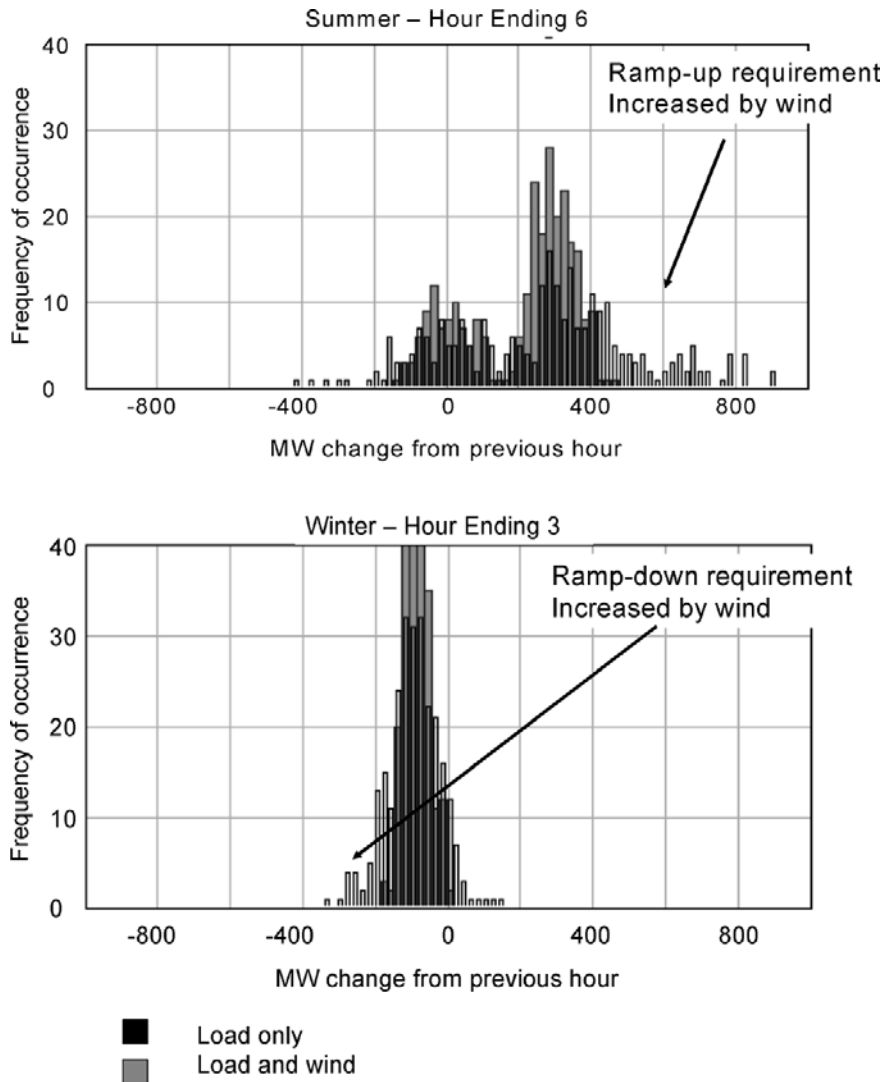 Summer – Hour Ending 6
40
30
20
10
0
Frequency of occurrence
Ramp-up requirement
Increased by wind
-800
-400
0
400
800
MW change from previous hour
Winter – Hour Ending 3
40
30
20
10
0
Frequency of occurrence
Ramp-down requirement
Increased by wind
-800
-400
0
400
800
MW change from previous hour
Load only
Load and wind